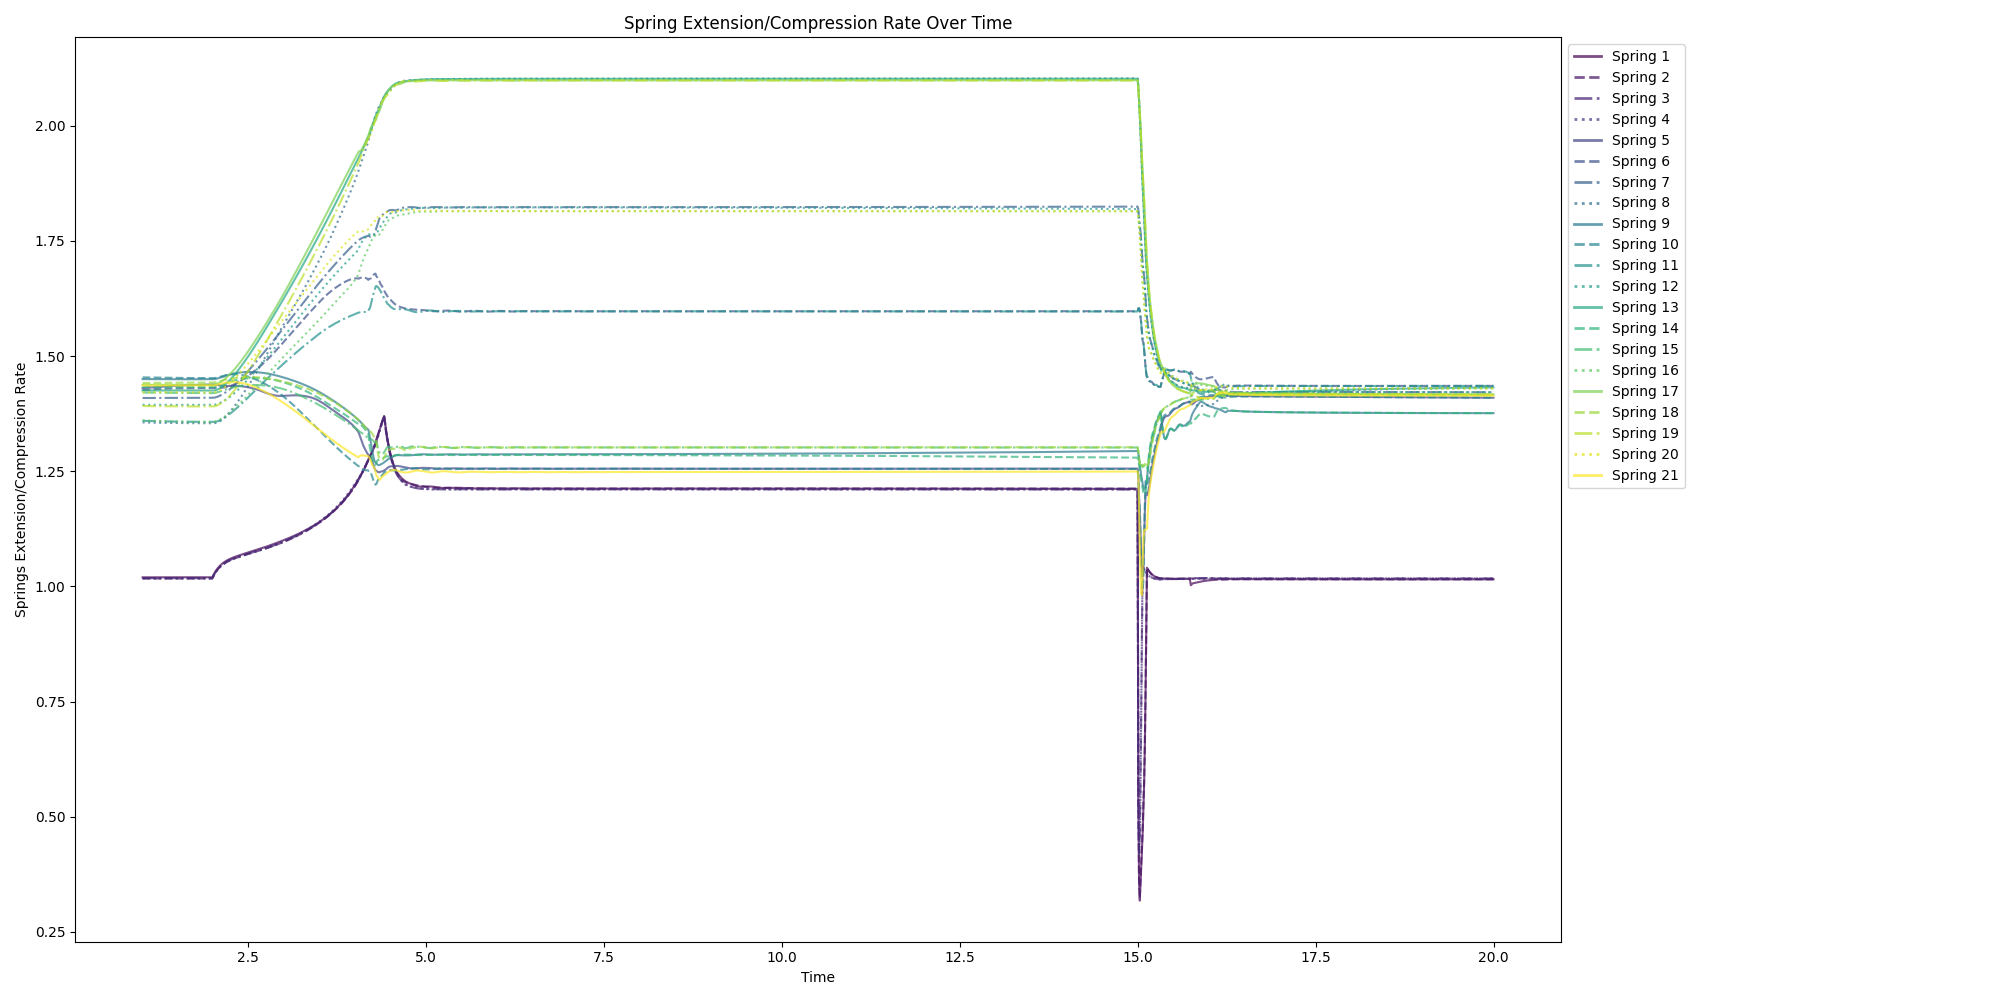 Spring Extension/Compression Rate Over Time
Springs Extension/Compression Rate
2.00
1.75
1.50
1.25
1.00
0.75
0.50
0.25
2.5
5.0
7.5
10.0
12.5
15.0
17.5
20.0
Time
Spring 1
Spring 2
Spring 3
Spring 4
Spring 5
Spring 6
Spring 7
Spring 8
Spring 9
Spring 10
Spring 11
Spring 12
Spring 13
Spring 14
Spring 15
Spring 16
Spring 17
Spring 18
Spring 19
Spring 20
Spring 21